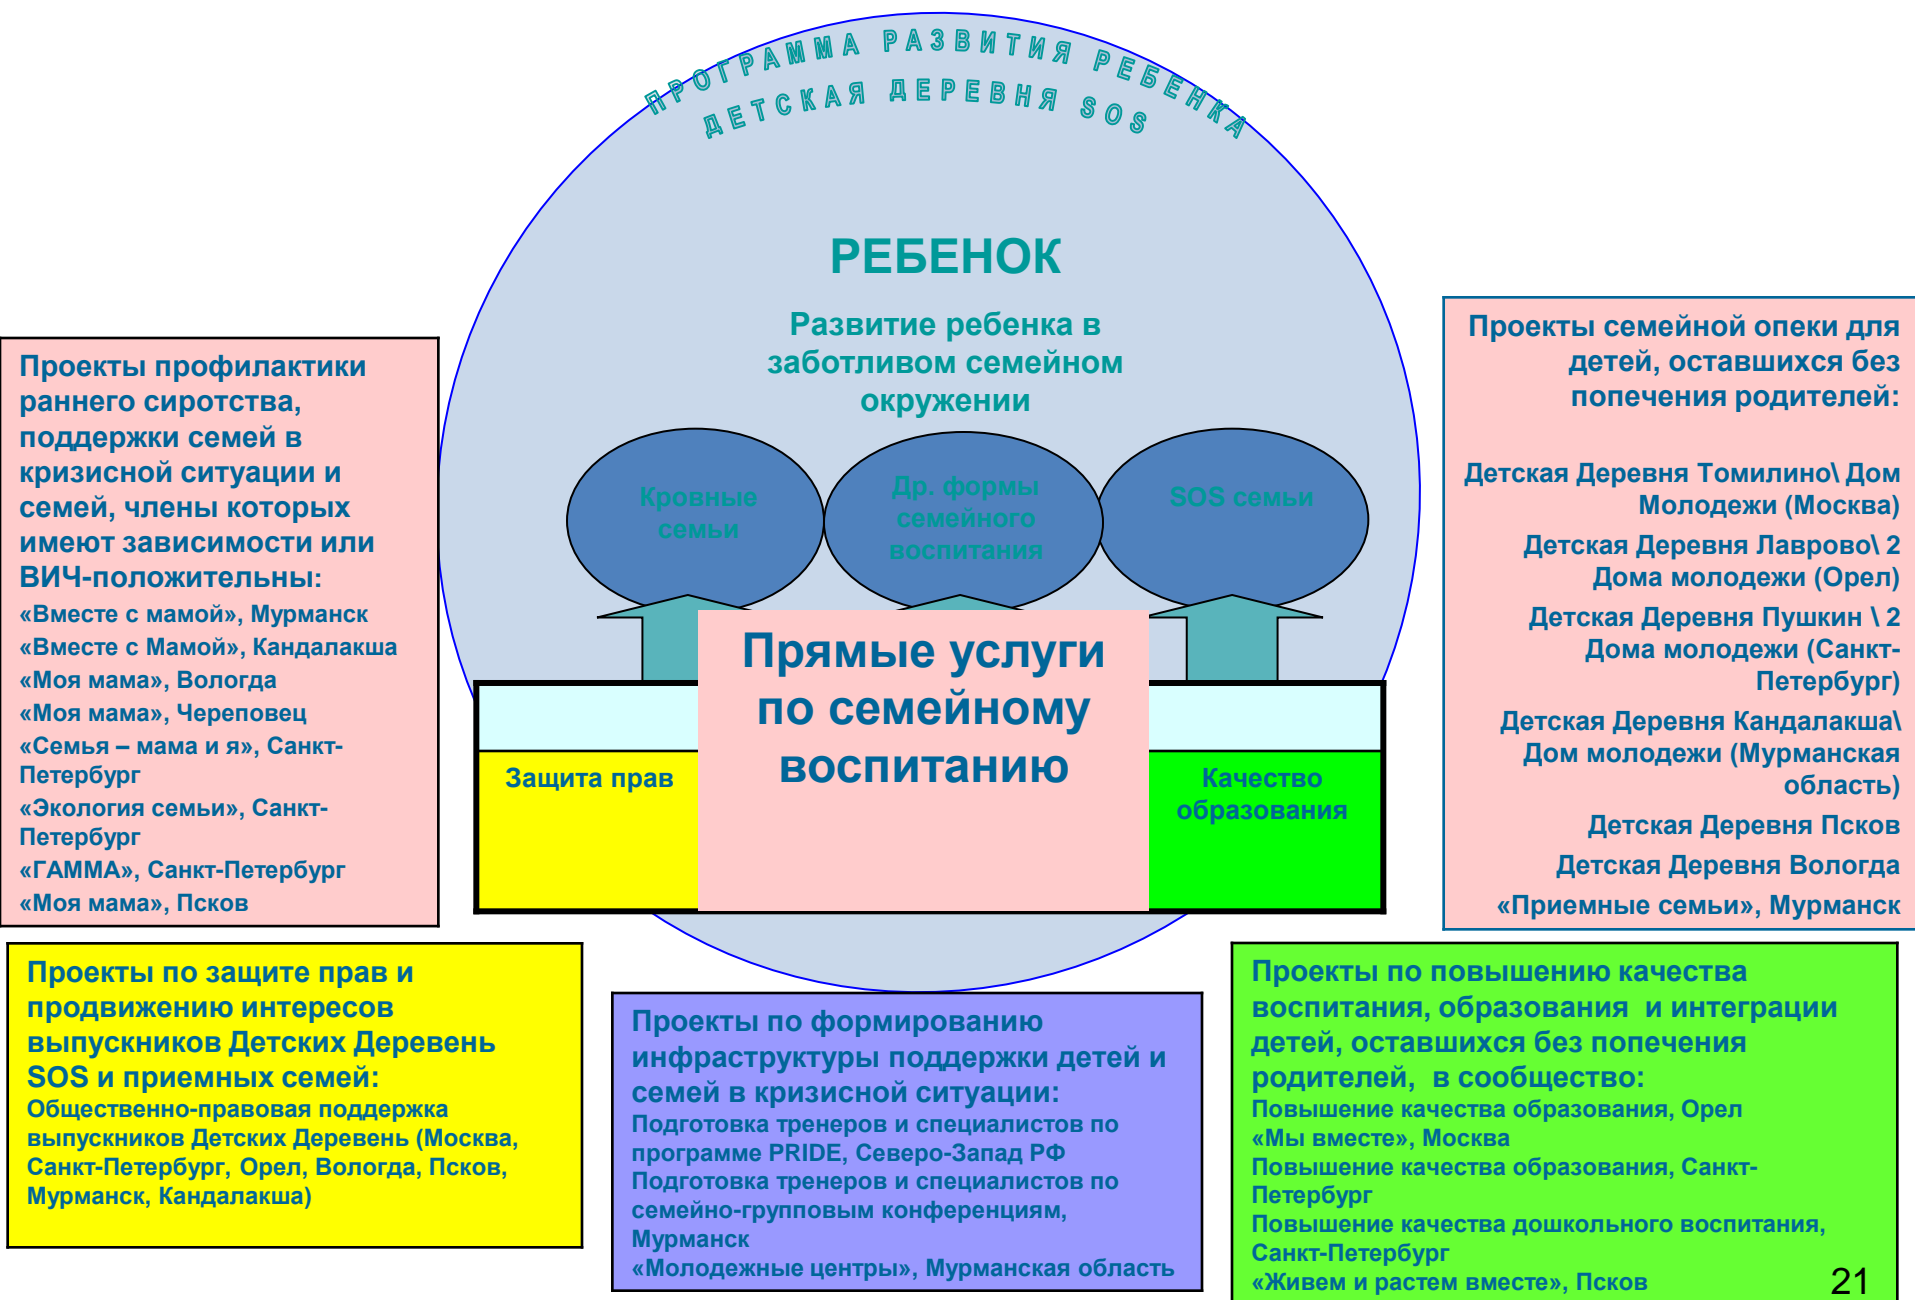 ПРОГРАММА РАЗВИТИЯ РЕБЕНКА
ДЕТСКАЯ ДЕРЕВНЯ SOS
РЕБЕНОК
Развитие ребенка в
заботливом семейном
окружении
Кровные
семьи
Др. формы
семейного
воспитания
SOS семьи
Прямые услуги
по семейному
воспитанию
Защита прав
Качество
образования
Проекты профилактики
раннего сиротства,
поддержки семей в
кризисной ситуации и
семей, члены которых
имеют зависимости или
ВИЧ-положительны:
«Вместе с мамой», Мурманск
«Вместе с Мамой», Кандалакша
«Моя мама», Вологда
«Моя мама», Череповец
«Семья – мама и я», Санкт-
Петербург
«Экология семьи», Санкт-
Петербург
«ГАММА», Санкт-Петербург
«Моя мама», Псков
Проекты семейной опеки для
детей, оставшихся без
попечения родителей:
Детская Деревня Томилино\ Дом
Молодежи (Москва)
Детская Деревня Лаврово\ 2
Дома молодежи (Орел)
Детская Деревня Пушкин \ 2
Дома молодежи (Санкт-
Петербург)
Детская Деревня Кандалакша\
Дом молодежи (Мурманская
область)
Детская Деревня Псков
Детская Деревня Вологда
«Приемные семьи», Мурманск
Проекты по защите прав и
продвижению интересов
выпускников Детских Деревень
SOS и приемных семей:
Общественно-правовая поддержка
выпускников Детских Деревень (Москва,
Санкт-Петербург, Орел, Вологда, Псков,
Мурманск, Кандалакша)
Проекты по формированию
инфраструктуры поддержки детей и
семей в кризисной ситуации:
Подготовка тренеров и специалистов по
программе PRIDE, Северо-Запад РФ
Подготовка тренеров и специалистов по
семейно-групповым конференциям,
Мурманск
«Молодежные центры», Мурманская область
Проекты по повышению качества
воспитания, образования и интеграции
детей, оставшихся без попечения
родителей, в сообщество:
Повышение качества образования, Орел
«Мы вместе», Москва
Повышение качества образования, Санкт-
Петербург
Повышение качества дошкольного воспитания,
Санкт-Петербург
«Живем и растем вместе», Псков
21